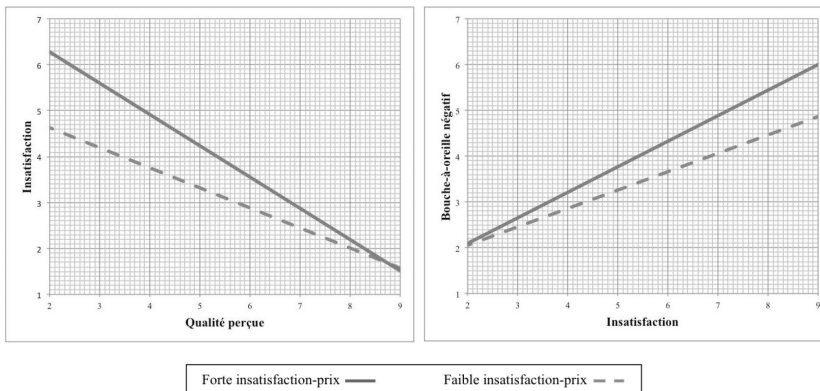 7
6
5
4
3
2
1
Insatisfaction
2 3 4 5 6 7 8 9
Qualité perçue
7
6
5
4
3
2
1
Bouche-à-oreille négatif
2 3 4 5 6 7 8 9
Insatisfaction
Forte insatisfaction-prix Faible insatisfaction-prix